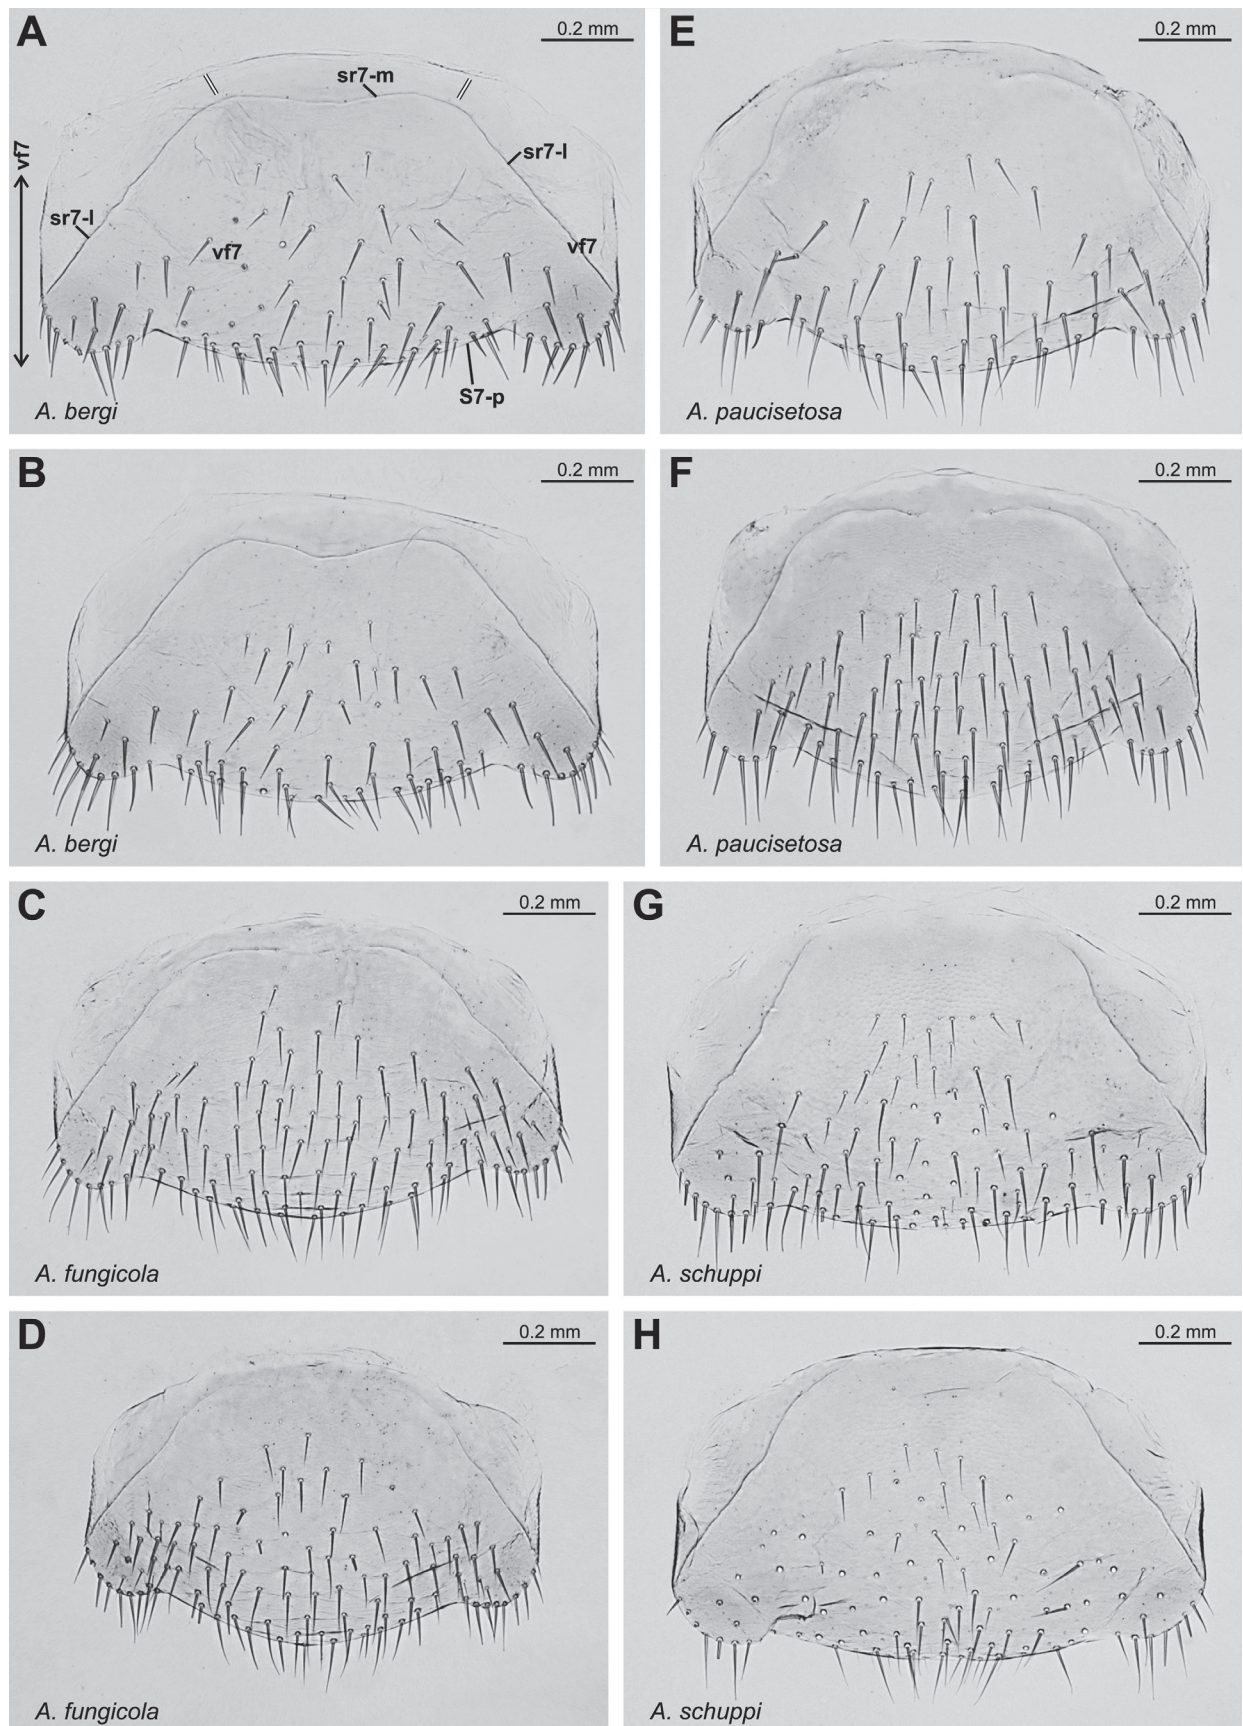 A
0.2 mm
sr7-m
vf7
sr7-l
sr7-l
vf7
vf7
S7-p
A. bergi
E
0.2 mm
A. paucisetosa
B
0.2 mm
A. bergi
F
0.2 mm
A. paucisetosa
C
0.2 mm
A. fungicola
G
0.2 mm
A. schuppi
D
0.2 mm
A. fungicola
H
0.2 mm
A. schuppi